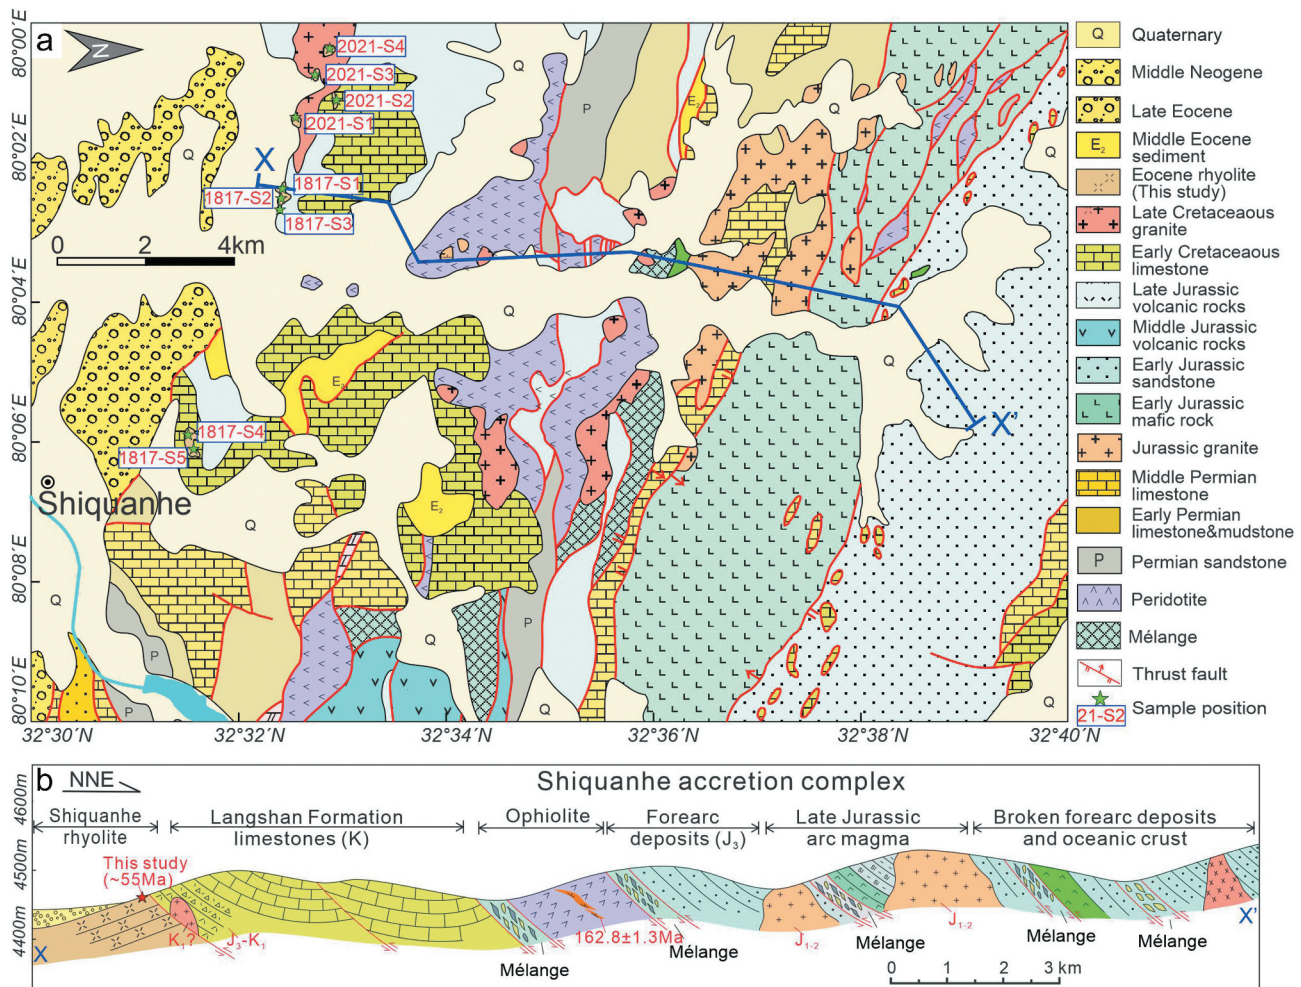 a
N
80°00′E
80°02′E
80°04′E
80°06′E
80°08′E
80°10′E
2021-S4
2021-S3
2021-S2
2021-S1
Q
Q
P
E₂
Q
Q
X
1817-S1
1817-S2
1817-S3
0 2 4km
Q
Q
E₂
X'
1817-S4
1817-S5
Shiquanhe
Q
E₂
Q
P
Q
P
P
Q
Q
32°30′N
32°32′N
32°34′N
32°36′N
32°38′N
32°40′N
Q Quaternary
Middle Neogene
Late Eocene
E₂ Middle Eocene
sediment
Eocene rhyolite
(This study)
Late Cretaceaous
granite
Early Cretaceaous
limestone
Late Jurassic
volcanic rocks
Middle Jurassic
volcanic rocks
Early Jurassic
sandstone
Early Jurassic
mafic rock
Jurassic granite
Middle Permian
limestone
Early Permian
limestone&mudstone
P Permian sandstone
Peridotite
Mélange
Thrust fault
21-S2 Sample position
b
NNE
Shiquanhe accretion complex
4600m
4500m
4400m
Shiquanhe
rhyolite
Langshan Formation
limestones (K)
Ophiolite
Forearc
deposits (J₃)
Late Jurassic
arc magma
Broken forearc deposits
and oceanic crust
This study
(~55Ma)
X
K₁?
J₃-K₁
162.8±1.3Ma
J₁₋₂
J₁₋₂
X'
Mélange
Mélange
Mélange
Mélange
Mélange
0 1 2 3 km